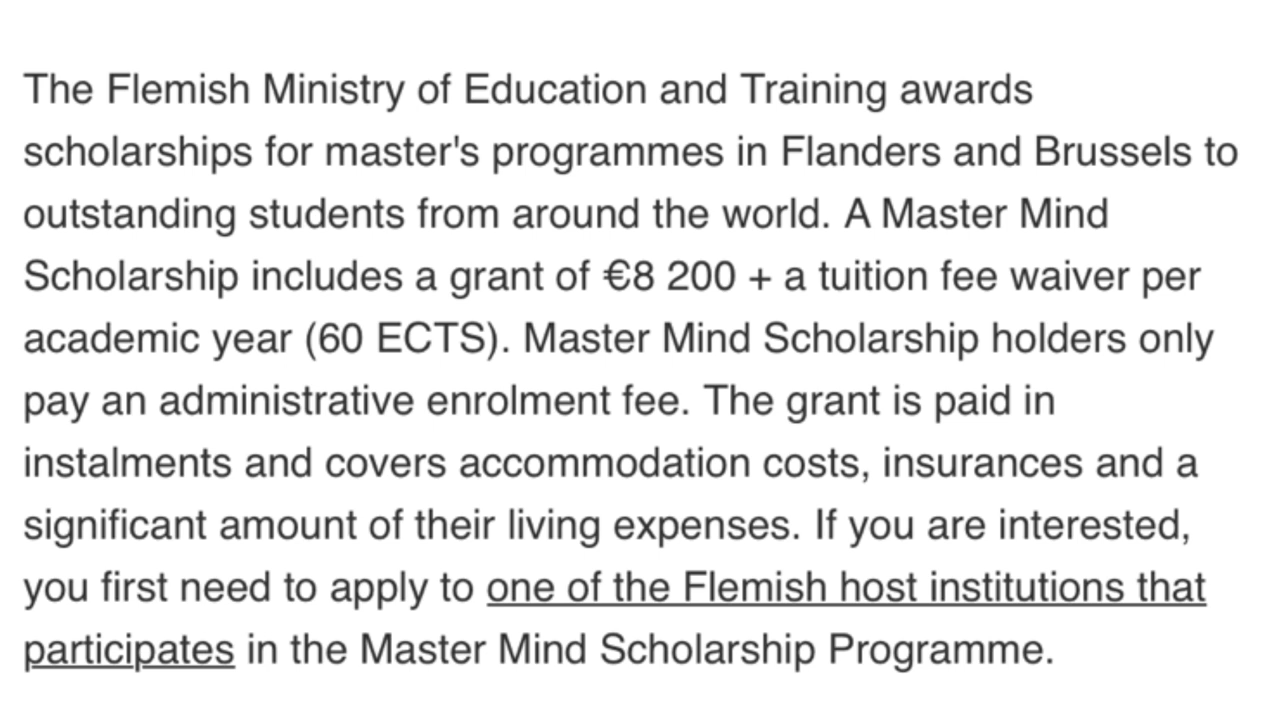 The Flemish Ministry of Education and Training awards
scholarships for master's programmes in Flanders and Brussels to
outstanding students from around the world. A Master Mind
Scholarship includes a grant of €8 200 + a tuition fee waiver per
academic year (60 ECTS). Master Mind Scholarship holders only
pay an administrative enrolment fee. The grant is paid in
instalments and covers accommodation costs, insurances and a
significant amount of their living expenses. If you are interested,
you first need to apply to one of the Flemish host institutions that
participates in the Master Mind Scholarship Programme.